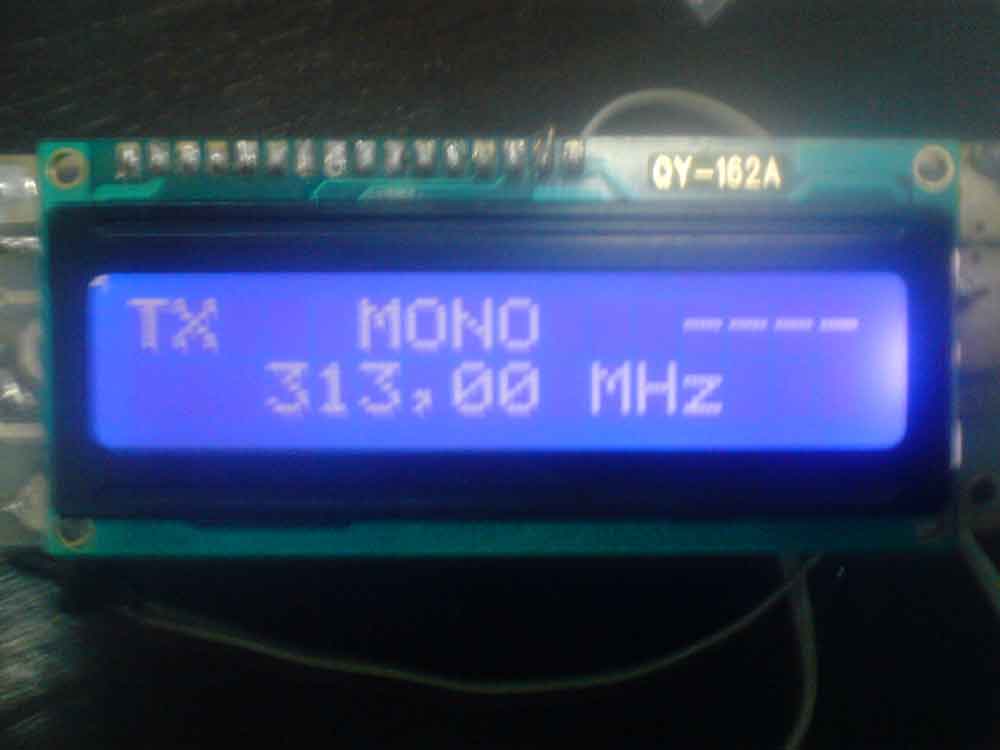 QY-162A
TX MONO ----
313,00 MHz